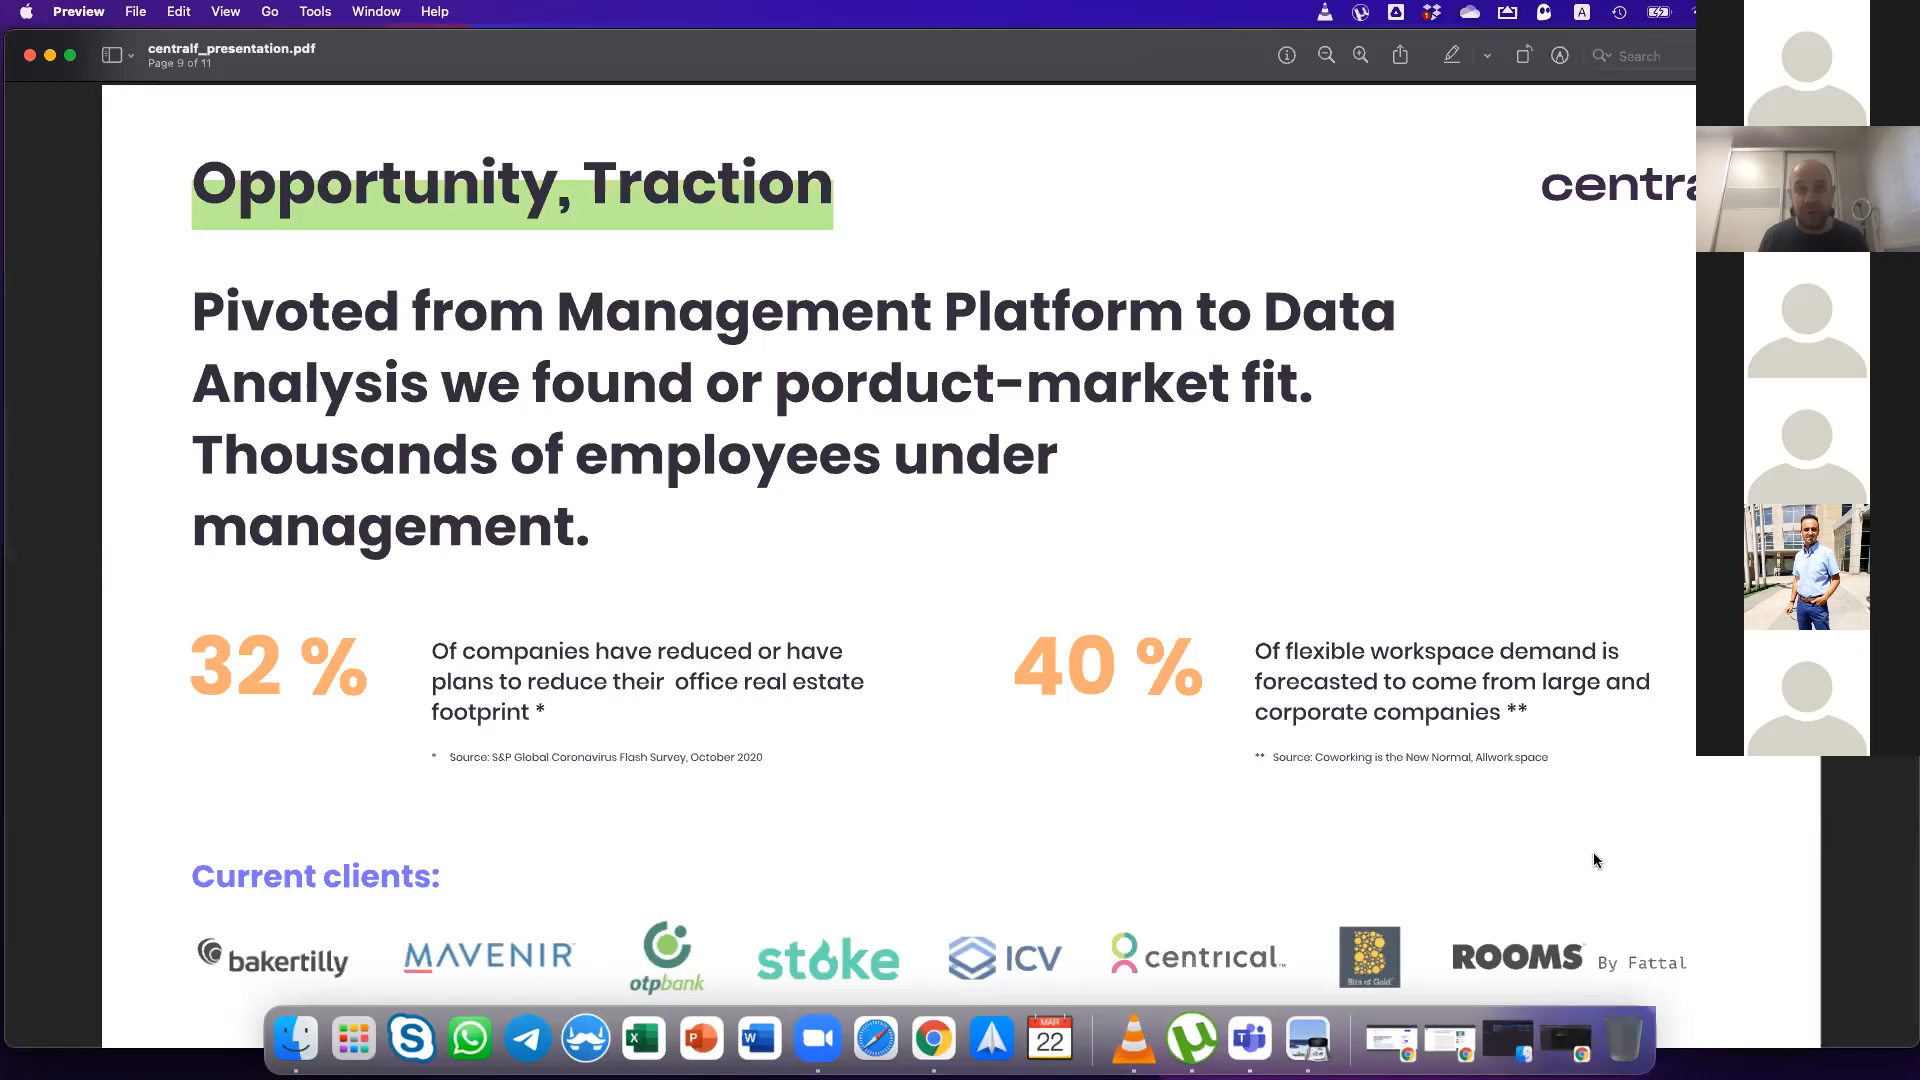 Preview File Edit View Go Tools Window Help
centralf_presentation.pdf
Page 9 of 11
Search
Opportunity, Traction
centra
Pivoted from Management Platform to Data
Analysis we found or porduct-market fit.
Thousands of employees under
management.
32 %
Of companies have reduced or have
plans to reduce their office real estate
footprint *
* Source: S&P Global Coronavirus Flash Survey, October 2020
40 %
Of flexible workspace demand is
forecasted to come from large and
corporate companies **
** Source: Coworking is the New Normal, Allwork.space
Current clients:
bakertilly
MAVENIR
otpbank
stoke
ICV
centrical
Bits of Gold
ROOMS By Fattal
MAR
22